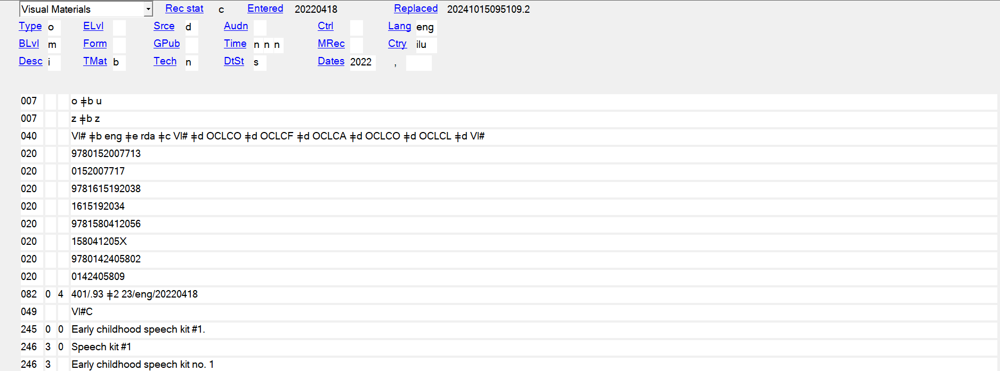 Visual Materials Rec stat c Entered 20220418 Replaced 20241015095109.2
Type o ELvl Srce d Audn Ctrl Lang eng
BLvl m Form GPub Time n n n MRec Ctry ilu
Desc i TMat b Tech n DtSt s Dates 2022 ,
007 o ǂb u
007 z ǂb z
040 VI# ǂb eng ǂe rda ǂc VI# ǂd OCLCO ǂd OCLCF ǂd OCLCA ǂd OCLCO ǂd OCLCL ǂd VI#
020 9780152007713
020 0152007717
020 9781615192038
020 1615192034
020 9781580412056
020 158041205X
020 9780142405802
020 0142405809
082 0 4 401/.93 ǂ2 23/eng/20220418
049 VI#C
245 0 0 Early childhood speech kit #1.
246 3 0 Speech kit #1
246 3 Early childhood speech kit no. 1